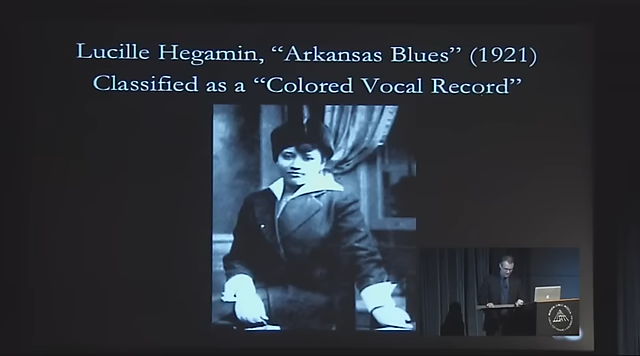 Lucille Hegamin, “Arkansas Blues” (1921)
Classified as a “Colored Vocal Record”